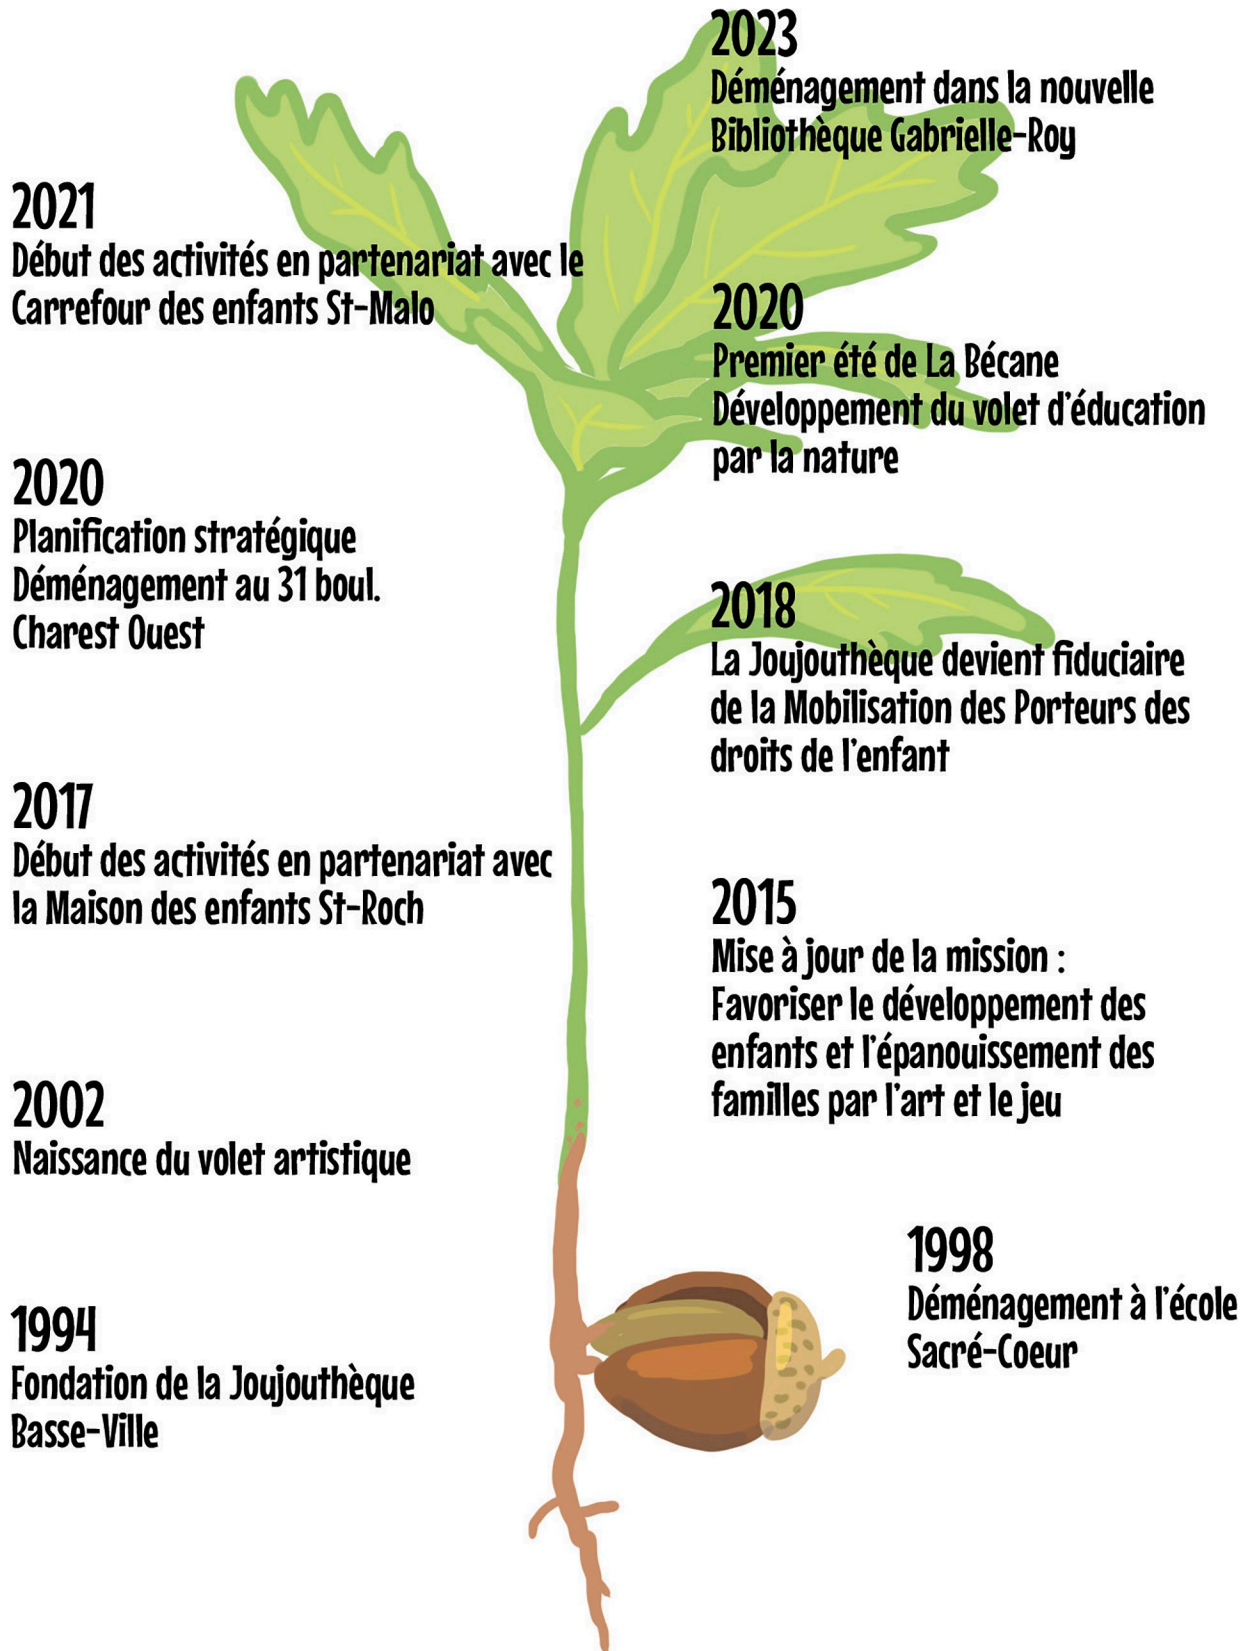 2023
Déménagement dans la nouvelle
Bibliothèque Gabrielle-Roy
2021
Début des activités en partenariat avec le
Carrefour des enfants St-Malo
2020
Premier été de La Bécane
Développement du volet d'éducation
par la nature
2020
Planification stratégique
Déménagement au 31 boul.
Charest Ouest
2018
La Joujouthèque devient fiduciaire
de la Mobilisation des Porteurs des
droits de l'enfant
2017
Début des activités en partenariat avec
la Maison des enfants St-Roch
2015
Mise à jour de la mission :
Favoriser le développement des
enfants et l'épanouissement des
familles par l'art et le jeu
2002
Naissance du volet artistique
1998
Déménagement à l'école
Sacré-Coeur
1994
Fondation de la Joujouthèque
Basse-Ville